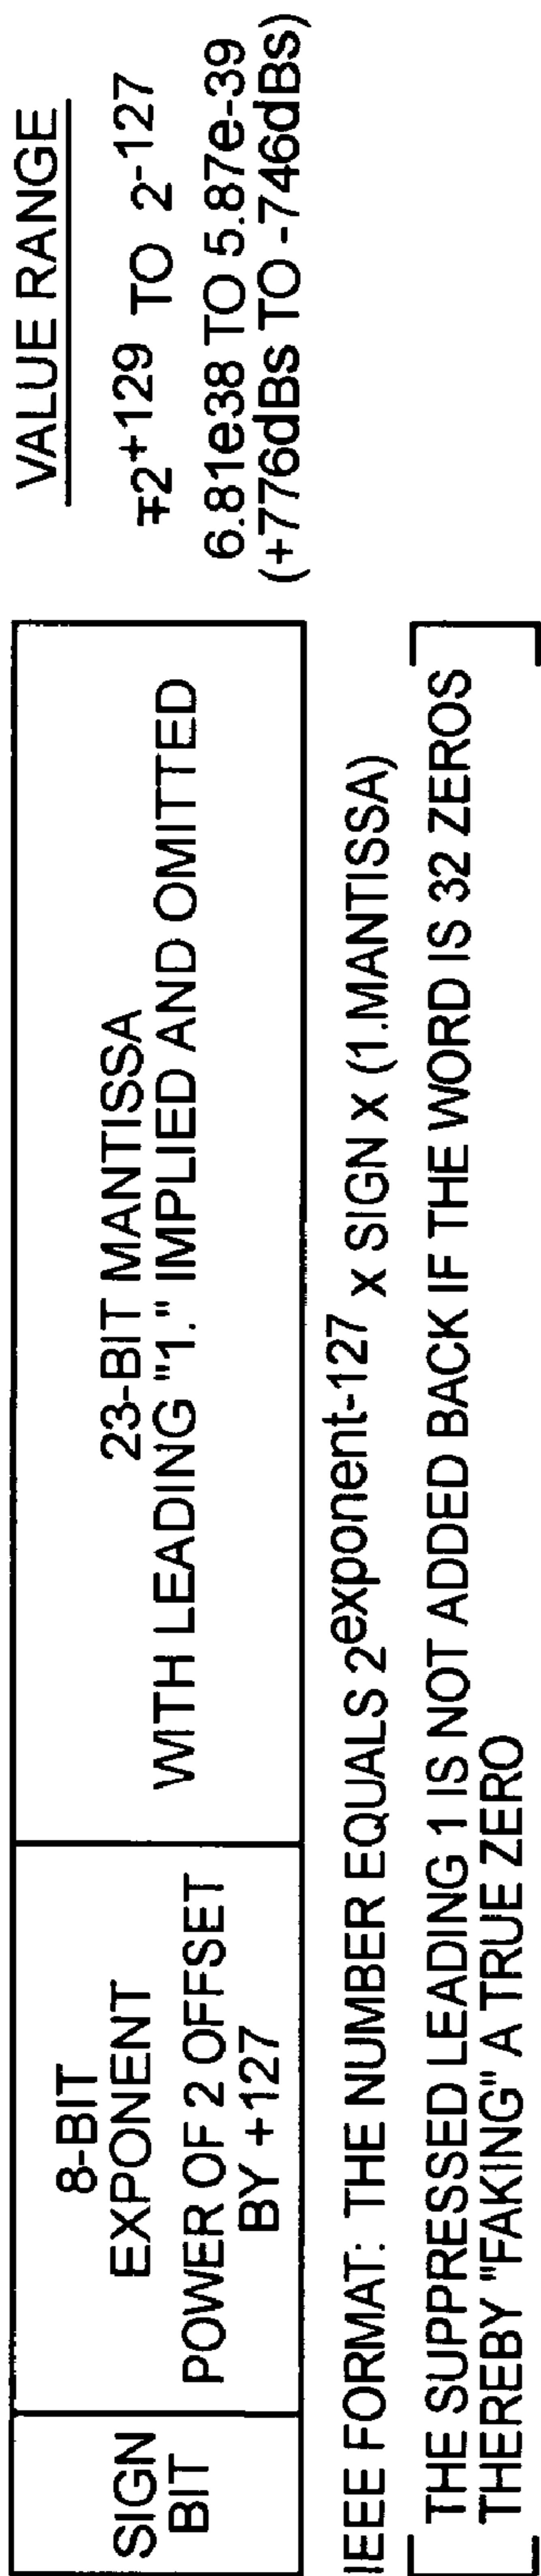 SIGN
BIT
8-BIT
EXPONENT
POWER OF 2 OFFSET
BY +127
23-BIT MANTISSA
WITH LEADING "1." IMPLIED AND OMITTED
VALUE RANGE
∓2+129 TO 2-127
6.81e38 TO 5.87e-39
(+776dBs TO -746dBs)
IEEE FORMAT: THE NUMBER EQUALS 2exponent-127 x SIGN x (1.MANTISSA)
THE SUPPRESSED LEADING 1 IS NOT ADDED BACK IF THE WORD IS 32 ZEROS
THEREBY "FAKING" A TRUE ZERO